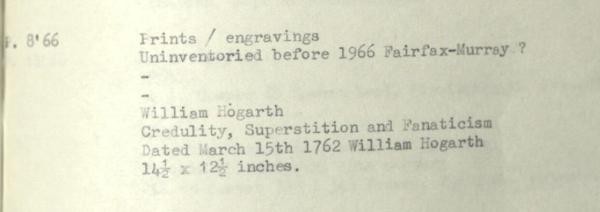 P. 8'66 Prints / engravings
Uninventoried before 1966 Fairfax-Murray ?
-
-
William Hogarth
Credulity, Superstition and Fanaticism
Dated March 15th 1762 William Hogarth
14½ x 12½ inches.